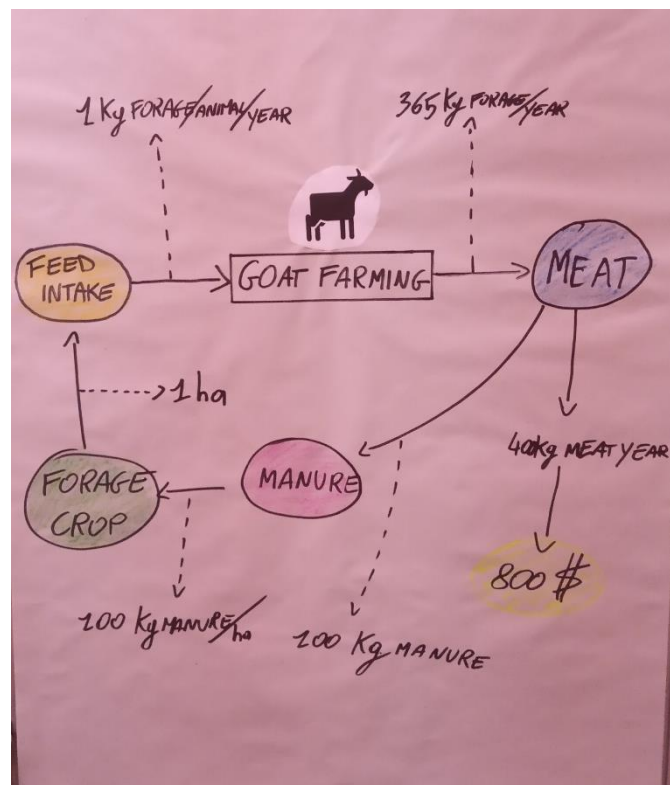 1 Kg FORAGE/ANIMAL/YEAR
365 Kg FORAGE/YEAR
FEED
INTAKE
GOAT FARMING
MEAT
1 ha
40kg MEAT YEAR
FORAGE
CROP
MANURE
800 $
100 Kg MANURE/ha
100 Kg MANURE